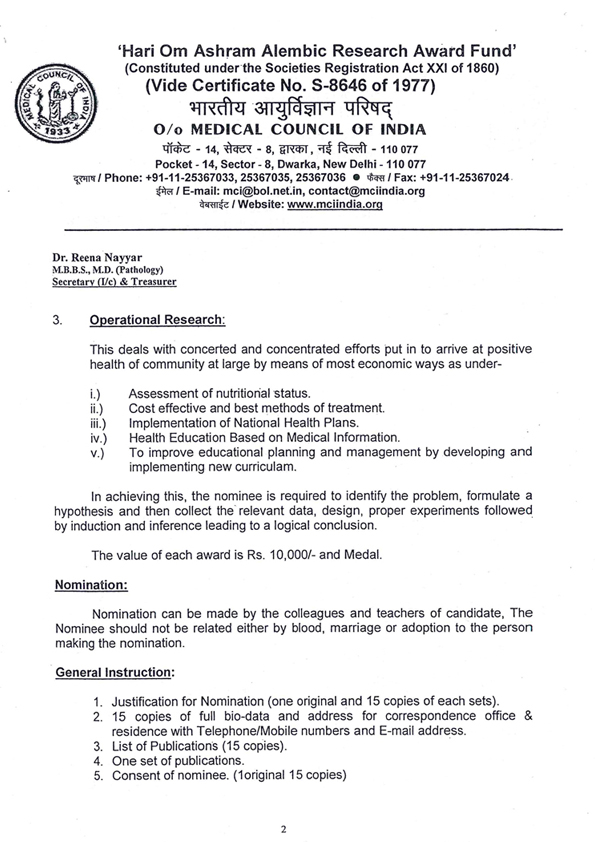 'Hari Om Ashram Alembic Research Award Fund'
(Constituted under the Societies Registration Act XXI of 1860)
(Vide Certificate No. S-8646 of 1977)
भारतीय आयुर्विज्ञान परिषद्
O/o MEDICAL COUNCIL OF INDIA
पॉकेट - 14, सेक्टर - 8, द्वारका, नई दिल्ली - 110 077
Pocket - 14, Sector - 8, Dwarka, New Delhi - 110 077
दूरभाष / Phone: +91-11-25367033, 25367035, 25367036 ● फैक्स / Fax: +91-11-25367024
ईमेल / E-mail: mci@bol.net.in, contact@mciindia.org
वेबसाईट / Website: www.mciindia.org
MEDICAL COUNCIL OF INDIA
1933
Dr. Reena Nayyar
M.B.B.S., M.D. (Pathology)
Secretary (I/c) & Treasurer
3. Operational Research:
This deals with concerted and concentrated efforts put in to arrive at positive
health of community at large by means of most economic ways as under-
i.) Assessment of nutritional status.
ii.) Cost effective and best methods of treatment.
iii.) Implementation of National Health Plans.
iv.) Health Education Based on Medical Information.
v.) To improve educational planning and management by developing and
implementing new curriculam.
In achieving this, the nominee is required to identify the problem, formulate a
hypothesis and then collect the relevant data, design, proper experiments followed
by induction and inference leading to a logical conclusion.
The value of each award is Rs. 10,000/- and Medal.
Nomination:
Nomination can be made by the colleagues and teachers of candidate, The
Nominee should not be related either by blood, marriage or adoption to the person
making the nomination.
General Instruction:
1. Justification for Nomination (one original and 15 copies of each sets).
2. 15 copies of full bio-data and address for correspondence office &
residence with Telephone/Mobile numbers and E-mail address.
3. List of Publications (15 copies).
4. One set of publications.
5. Consent of nominee. (1original 15 copies)
2